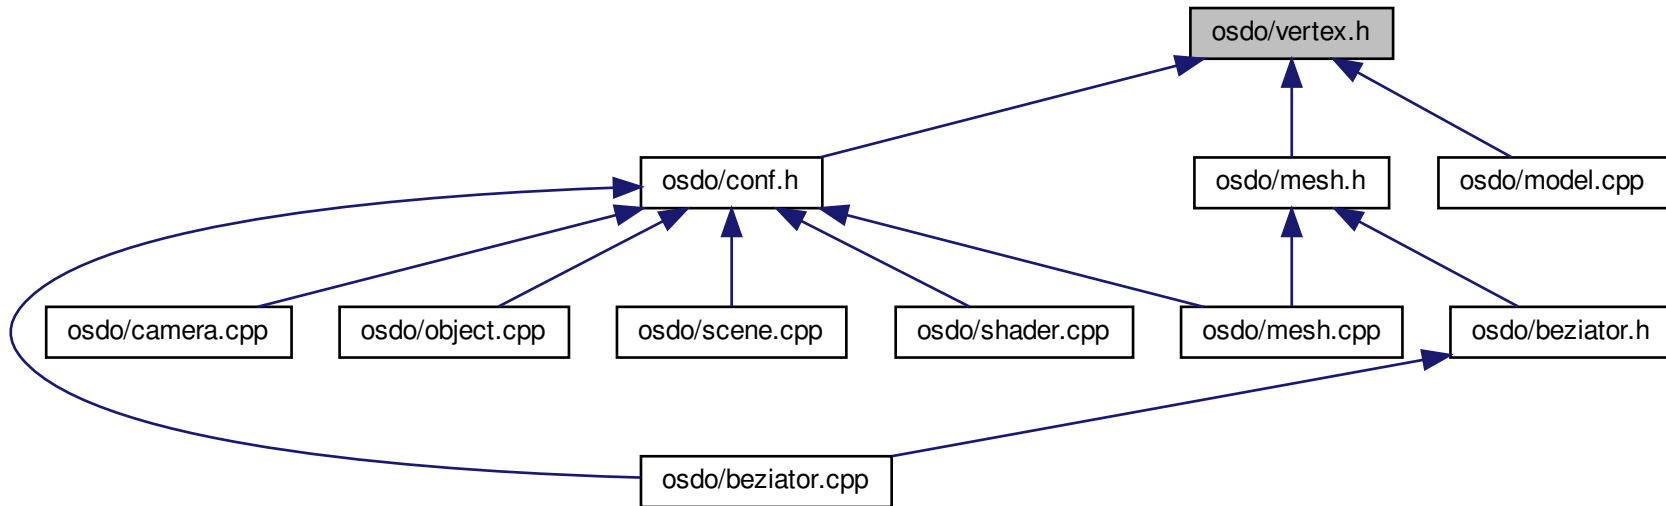 osdo/vertex.h
osdo/conf.h
osdo/mesh.h
osdo/model.cpp
osdo/camera.cpp
osdo/object.cpp
osdo/scene.cpp
osdo/shader.cpp
osdo/mesh.cpp
osdo/beziator.h
osdo/beziator.cpp